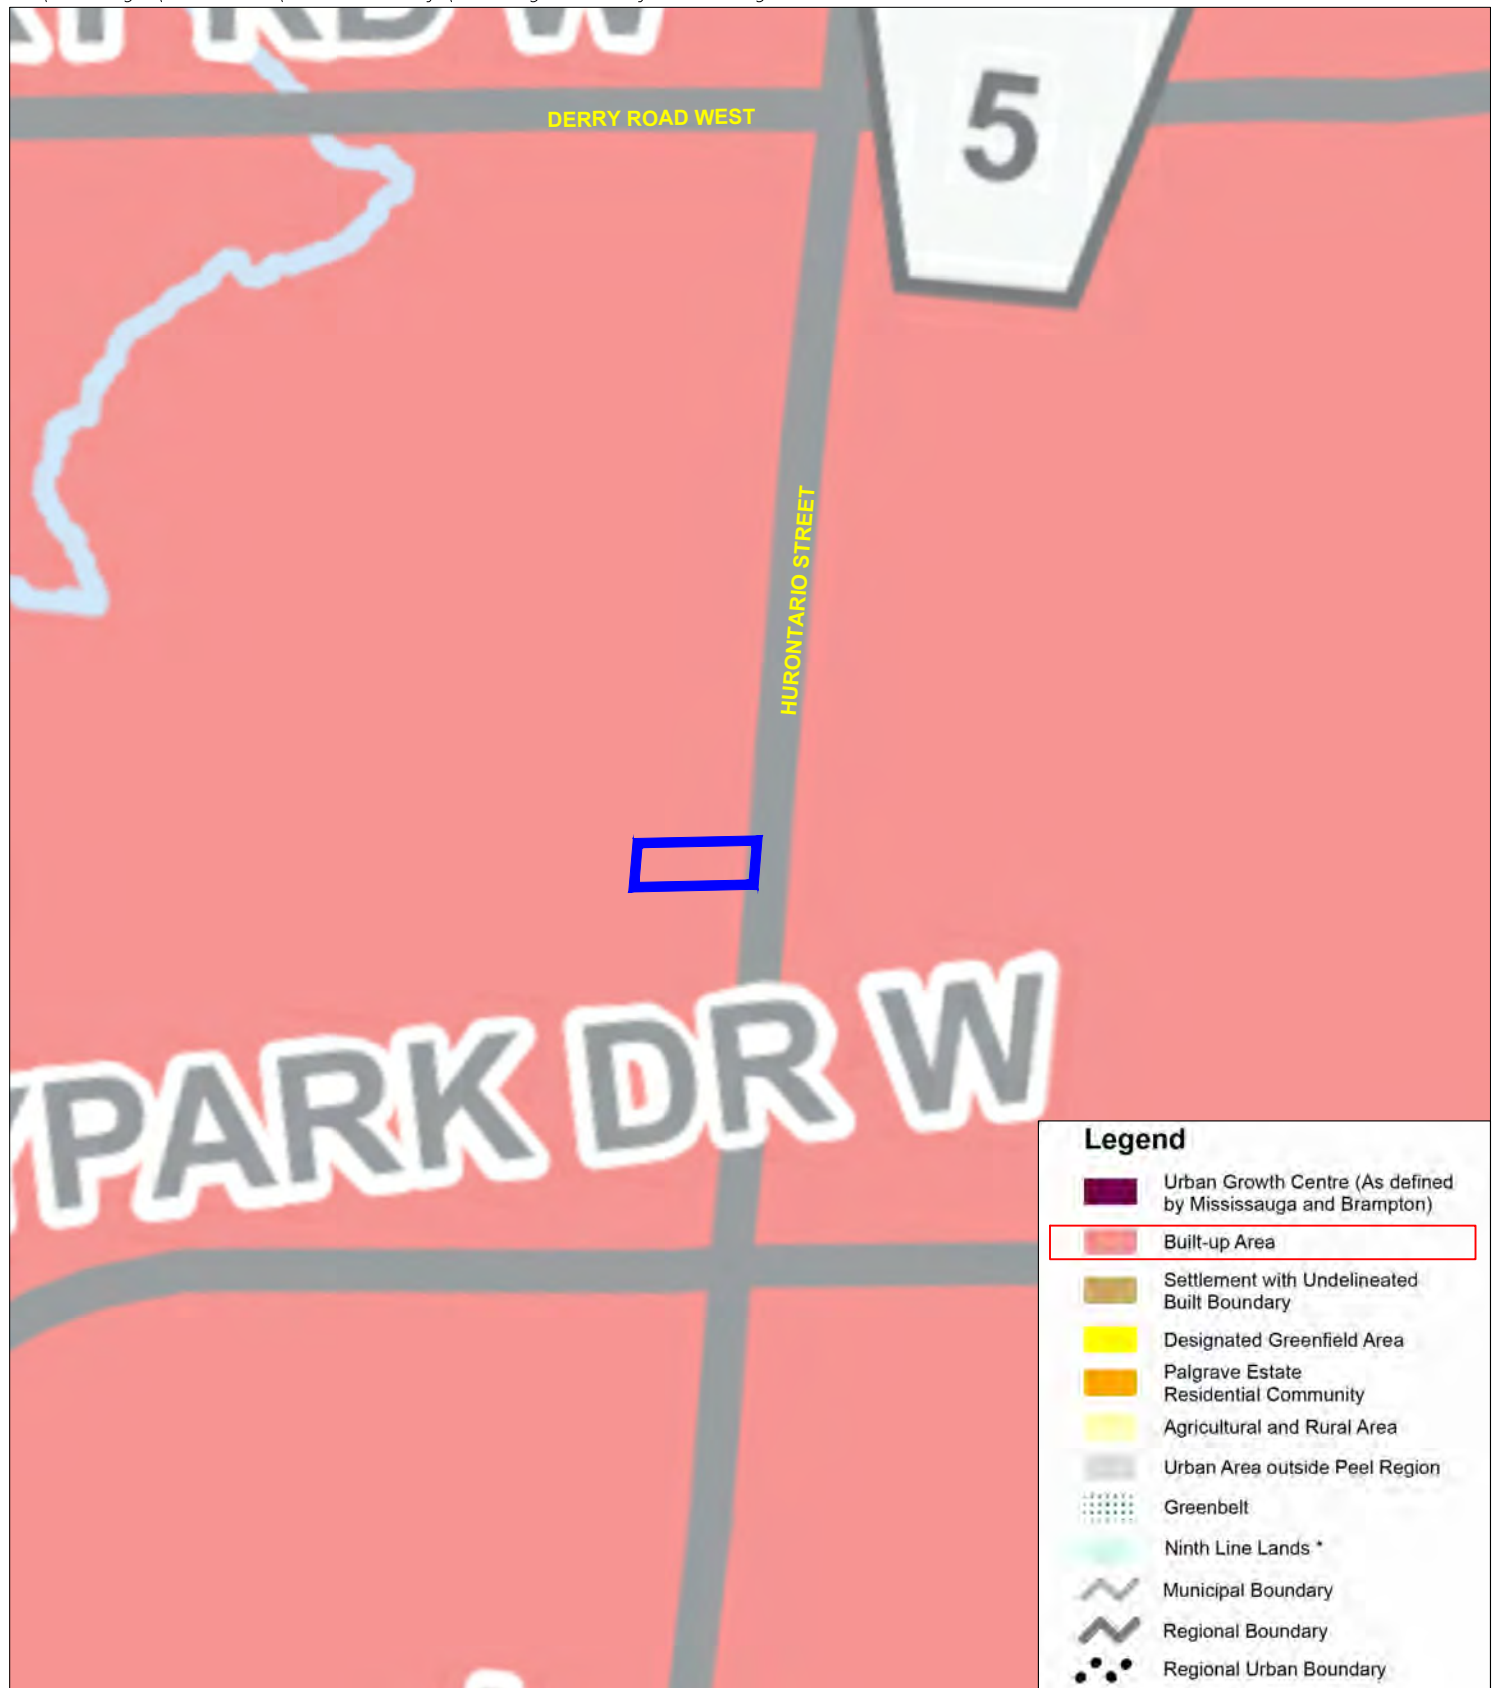 RD W
DERRY ROAD WEST
5
HURONTARIO STREET
YPARK DR W
Legend
Urban Growth Centre (As defined
by Mississauga and Brampton)
Built-up Area
Settlement with Undelineated
Built Boundary
Designated Greenfield Area
Palgrave Estate
Residential Community
Agricultural and Rural Area
Urban Area outside Peel Region
Greenbelt
Ninth Line Lands *
Municipal Boundary
Regional Boundary
Regional Urban Boundary